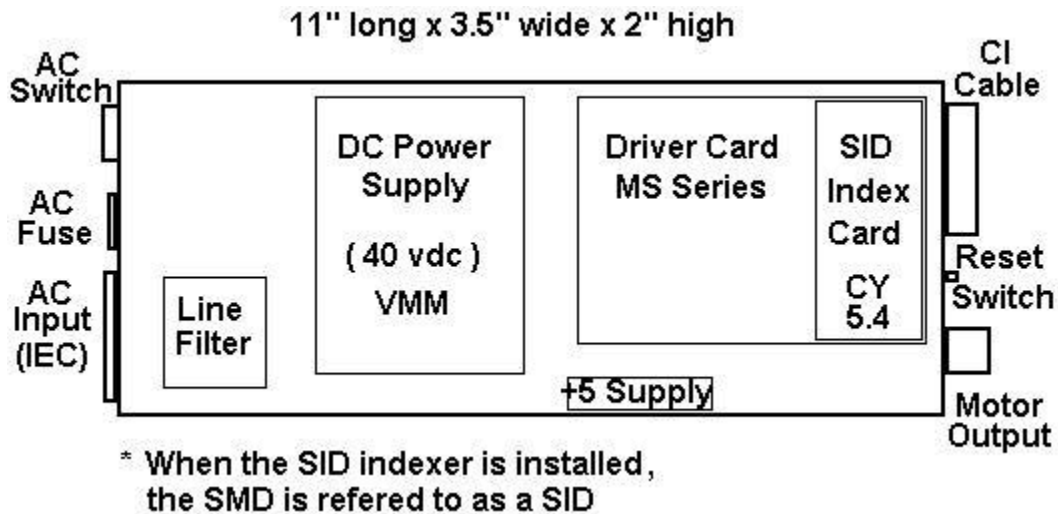 11" long x 3.5" wide x 2" high
AC
Switch
AC
Fuse
AC
Input
(IEC)
Line
Filter
DC Power
Supply
( 40 vdc )
VMM
Driver Card
MS Series
SID
Index
Card
CY
5.4
+5 Supply
CI
Cable
Reset
Switch
Motor
Output
* When the SID indexer is installed,
the SMD is refered to as a SID